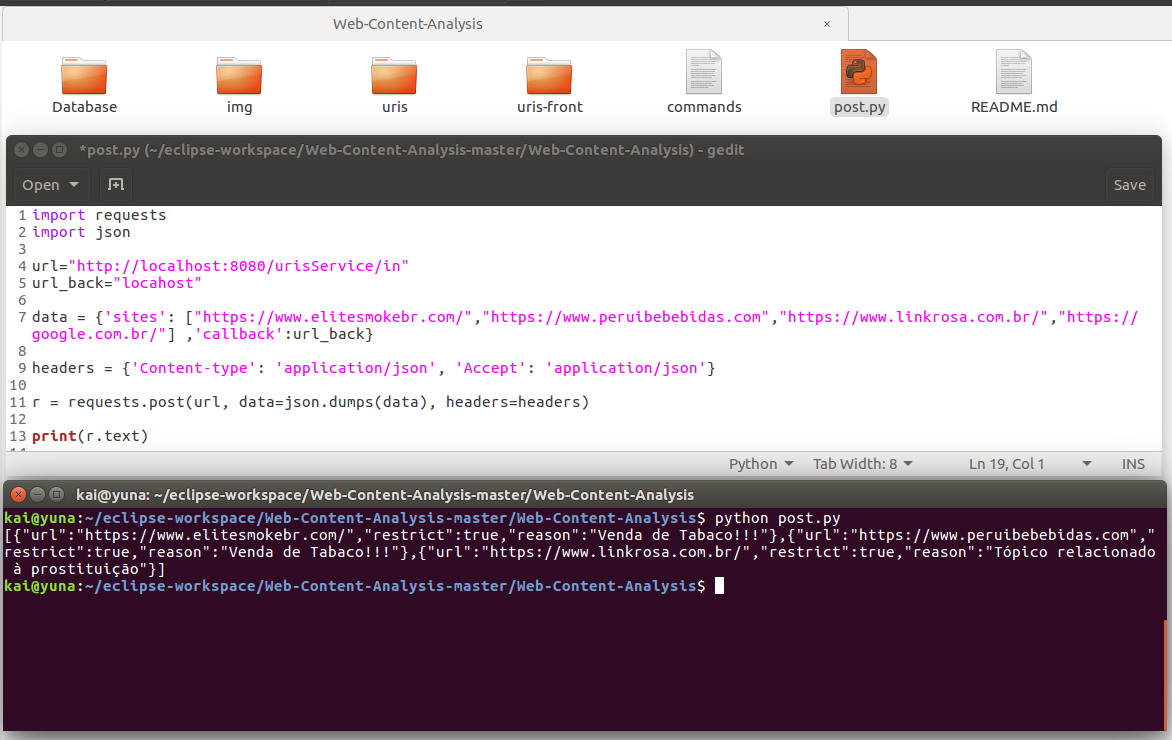 Web-Content-Analysis ×
Database img uris uris-front commands post.py README.md
*post.py (~/eclipse-workspace/Web-Content-Analysis-master/Web-Content-Analysis) - gedit
Open Save
1 import requests
2 import json
3
4 url="http://localhost:8080/urisService/in"
5 url_back="locahost"
6
7 data = {'sites': ["https://www.elitesmokebr.com/","https://www.peruibebebidas.com","https://www.linkrosa.com.br/","https://
google.com.br/"] ,'callback':url_back}
8
9 headers = {'Content-type': 'application/json', 'Accept': 'application/json'}
10
11 r = requests.post(url, data=json.dumps(data), headers=headers)
12
13 print(r.text)
14
Python Tab Width: 8 Ln 19, Col 1 INS
kai@yuna: ~/eclipse-workspace/Web-Content-Analysis-master/Web-Content-Analysis
kai@yuna:~/eclipse-workspace/Web-Content-Analysis-master/Web-Content-Analysis$ python post.py
[{"url":"https://www.elitesmokebr.com/","restrict":true,"reason":"Venda de Tabaco!!!"},{"url":"https://www.peruibebebidas.com","
restrict":true,"reason":"Venda de Tabaco!!!"},{"url":"https://www.linkrosa.com.br/","restrict":true,"reason":"Tópico relacionado
à prostituição"}]
kai@yuna:~/eclipse-workspace/Web-Content-Analysis-master/Web-Content-Analysis$